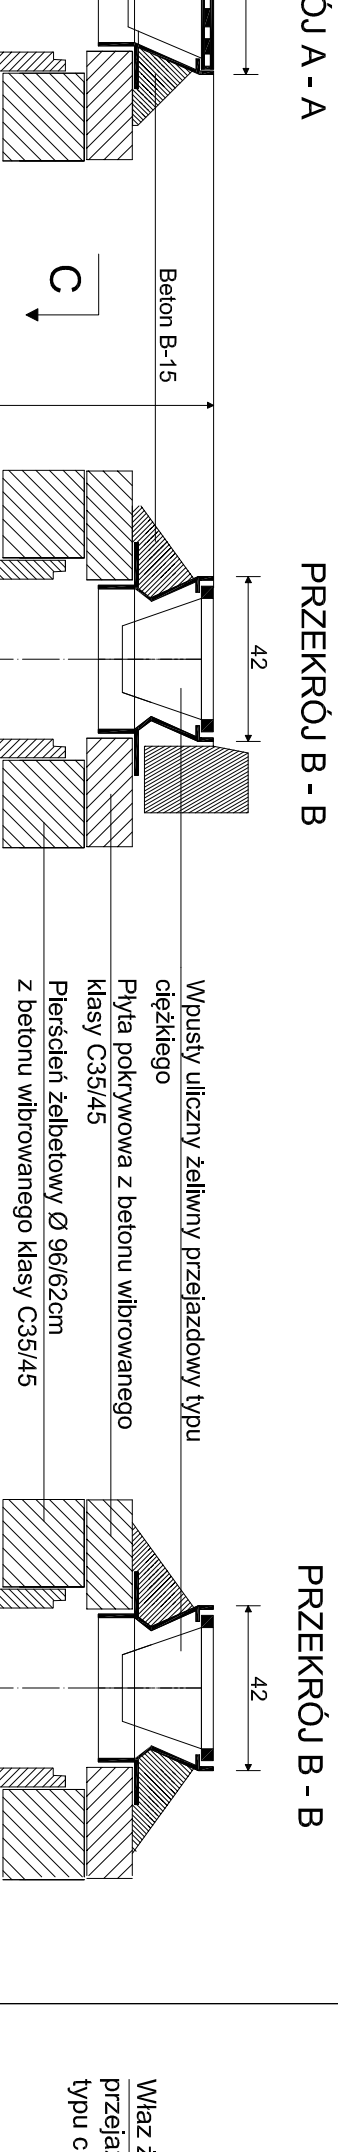 ÓJ A - A
C
Beton B-15
PRZEKRÓJ B - B
42
Wpusty uliczny żeliwny przejazdowy typu
ciężkiego
Płyta pokrywowa z betonu wibrowanego
klasy C35/45
Pierścień żelbetowy Ø 96/62cm
z betonu wibrowanego klasy C35/45
PRZEKRÓJ B - B
42
Właz ż
przeja
typu c